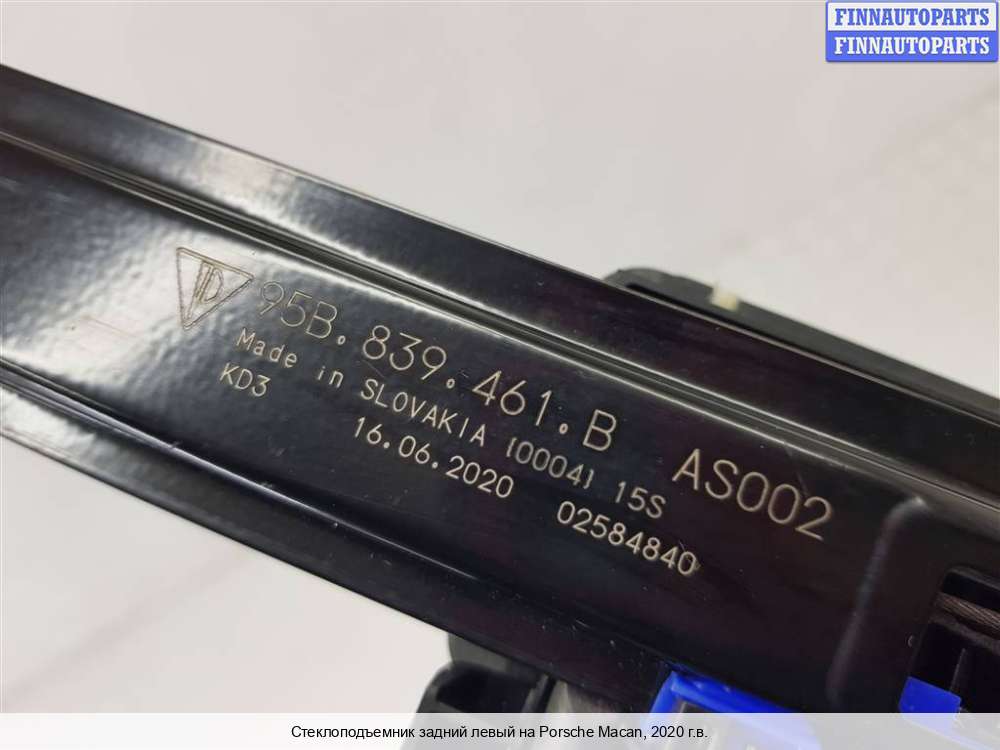 FINNAUTOPARTS
FINNAUTOPARTS
95B.839.461.B AS002
Made in SLOVAKIA (0004) 15S
KD3 16.06.2020 02584840
Стеклоподъемник задний левый на Porsche Macan, 2020 г.в.